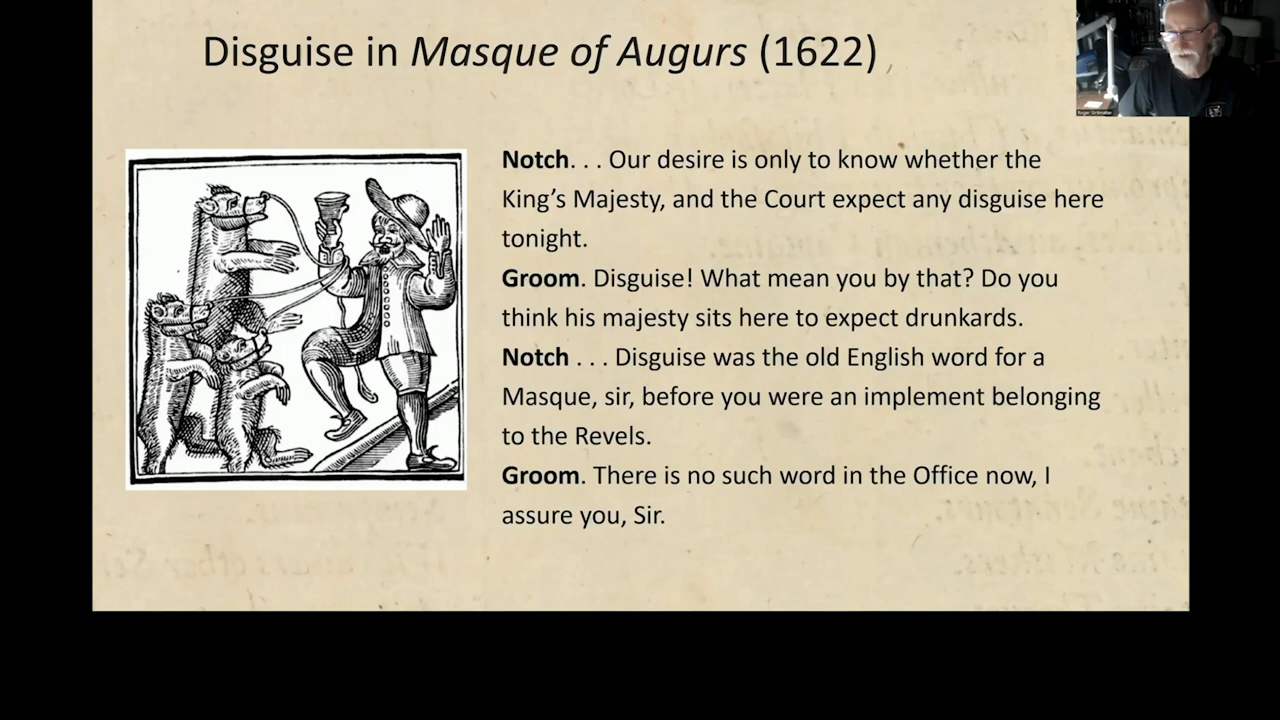 Disguise in Masque of Augurs (1622)
Notch. . . Our desire is only to know whether the
King's Majesty, and the Court expect any disguise here
tonight.
Groom. Disguise! What mean you by that? Do you
think his majesty sits here to expect drunkards.
Notch . . . Disguise was the old English word for a
Masque, sir, before you were an implement belonging
to the Revels.
Groom. There is no such word in the Office now, I
assure you, Sir.